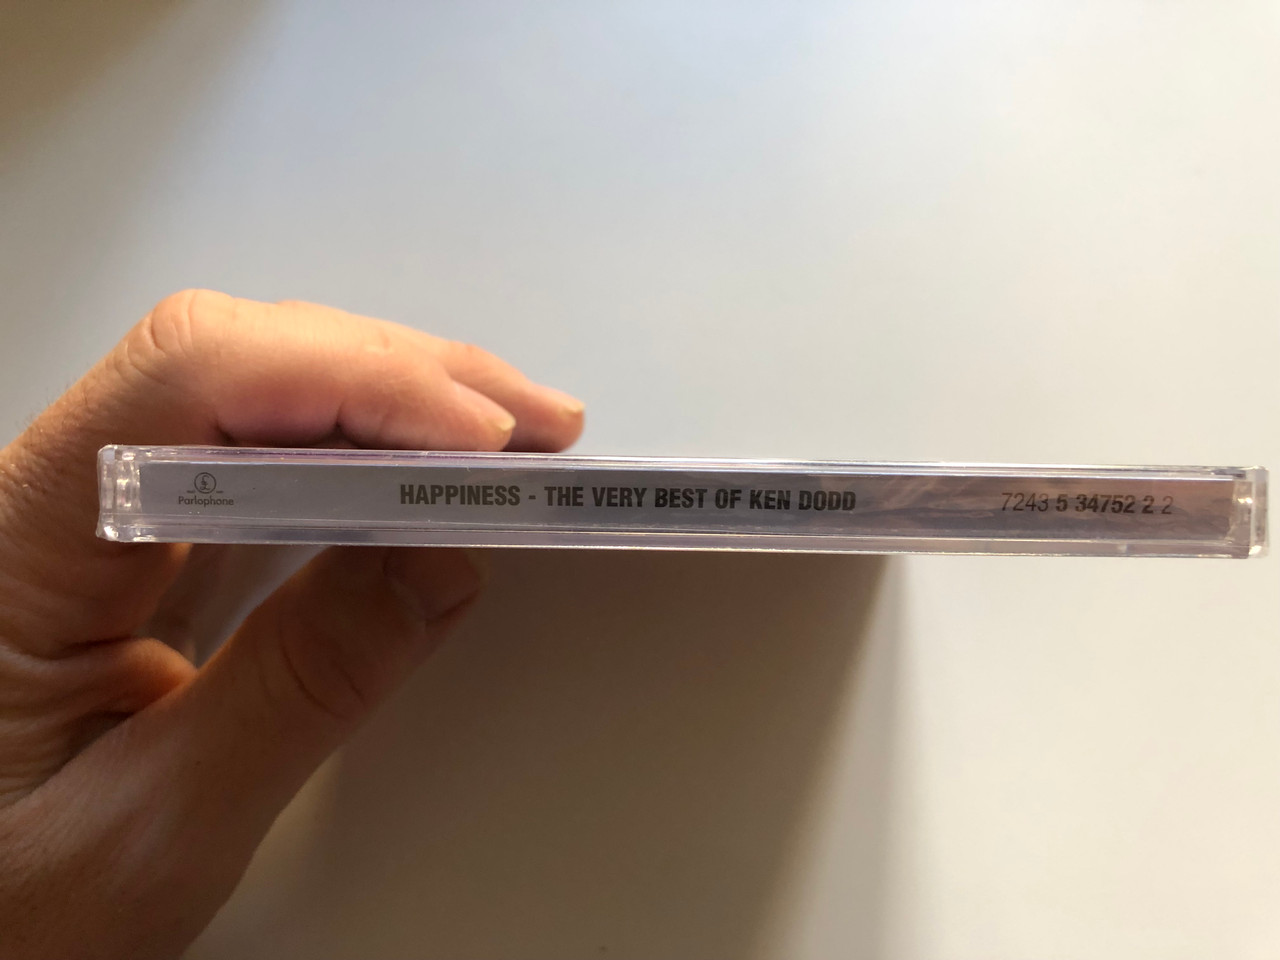 Parlophone
HAPPINESS - THE VERY BEST OF KEN DODD
7243 5 34752 2 2